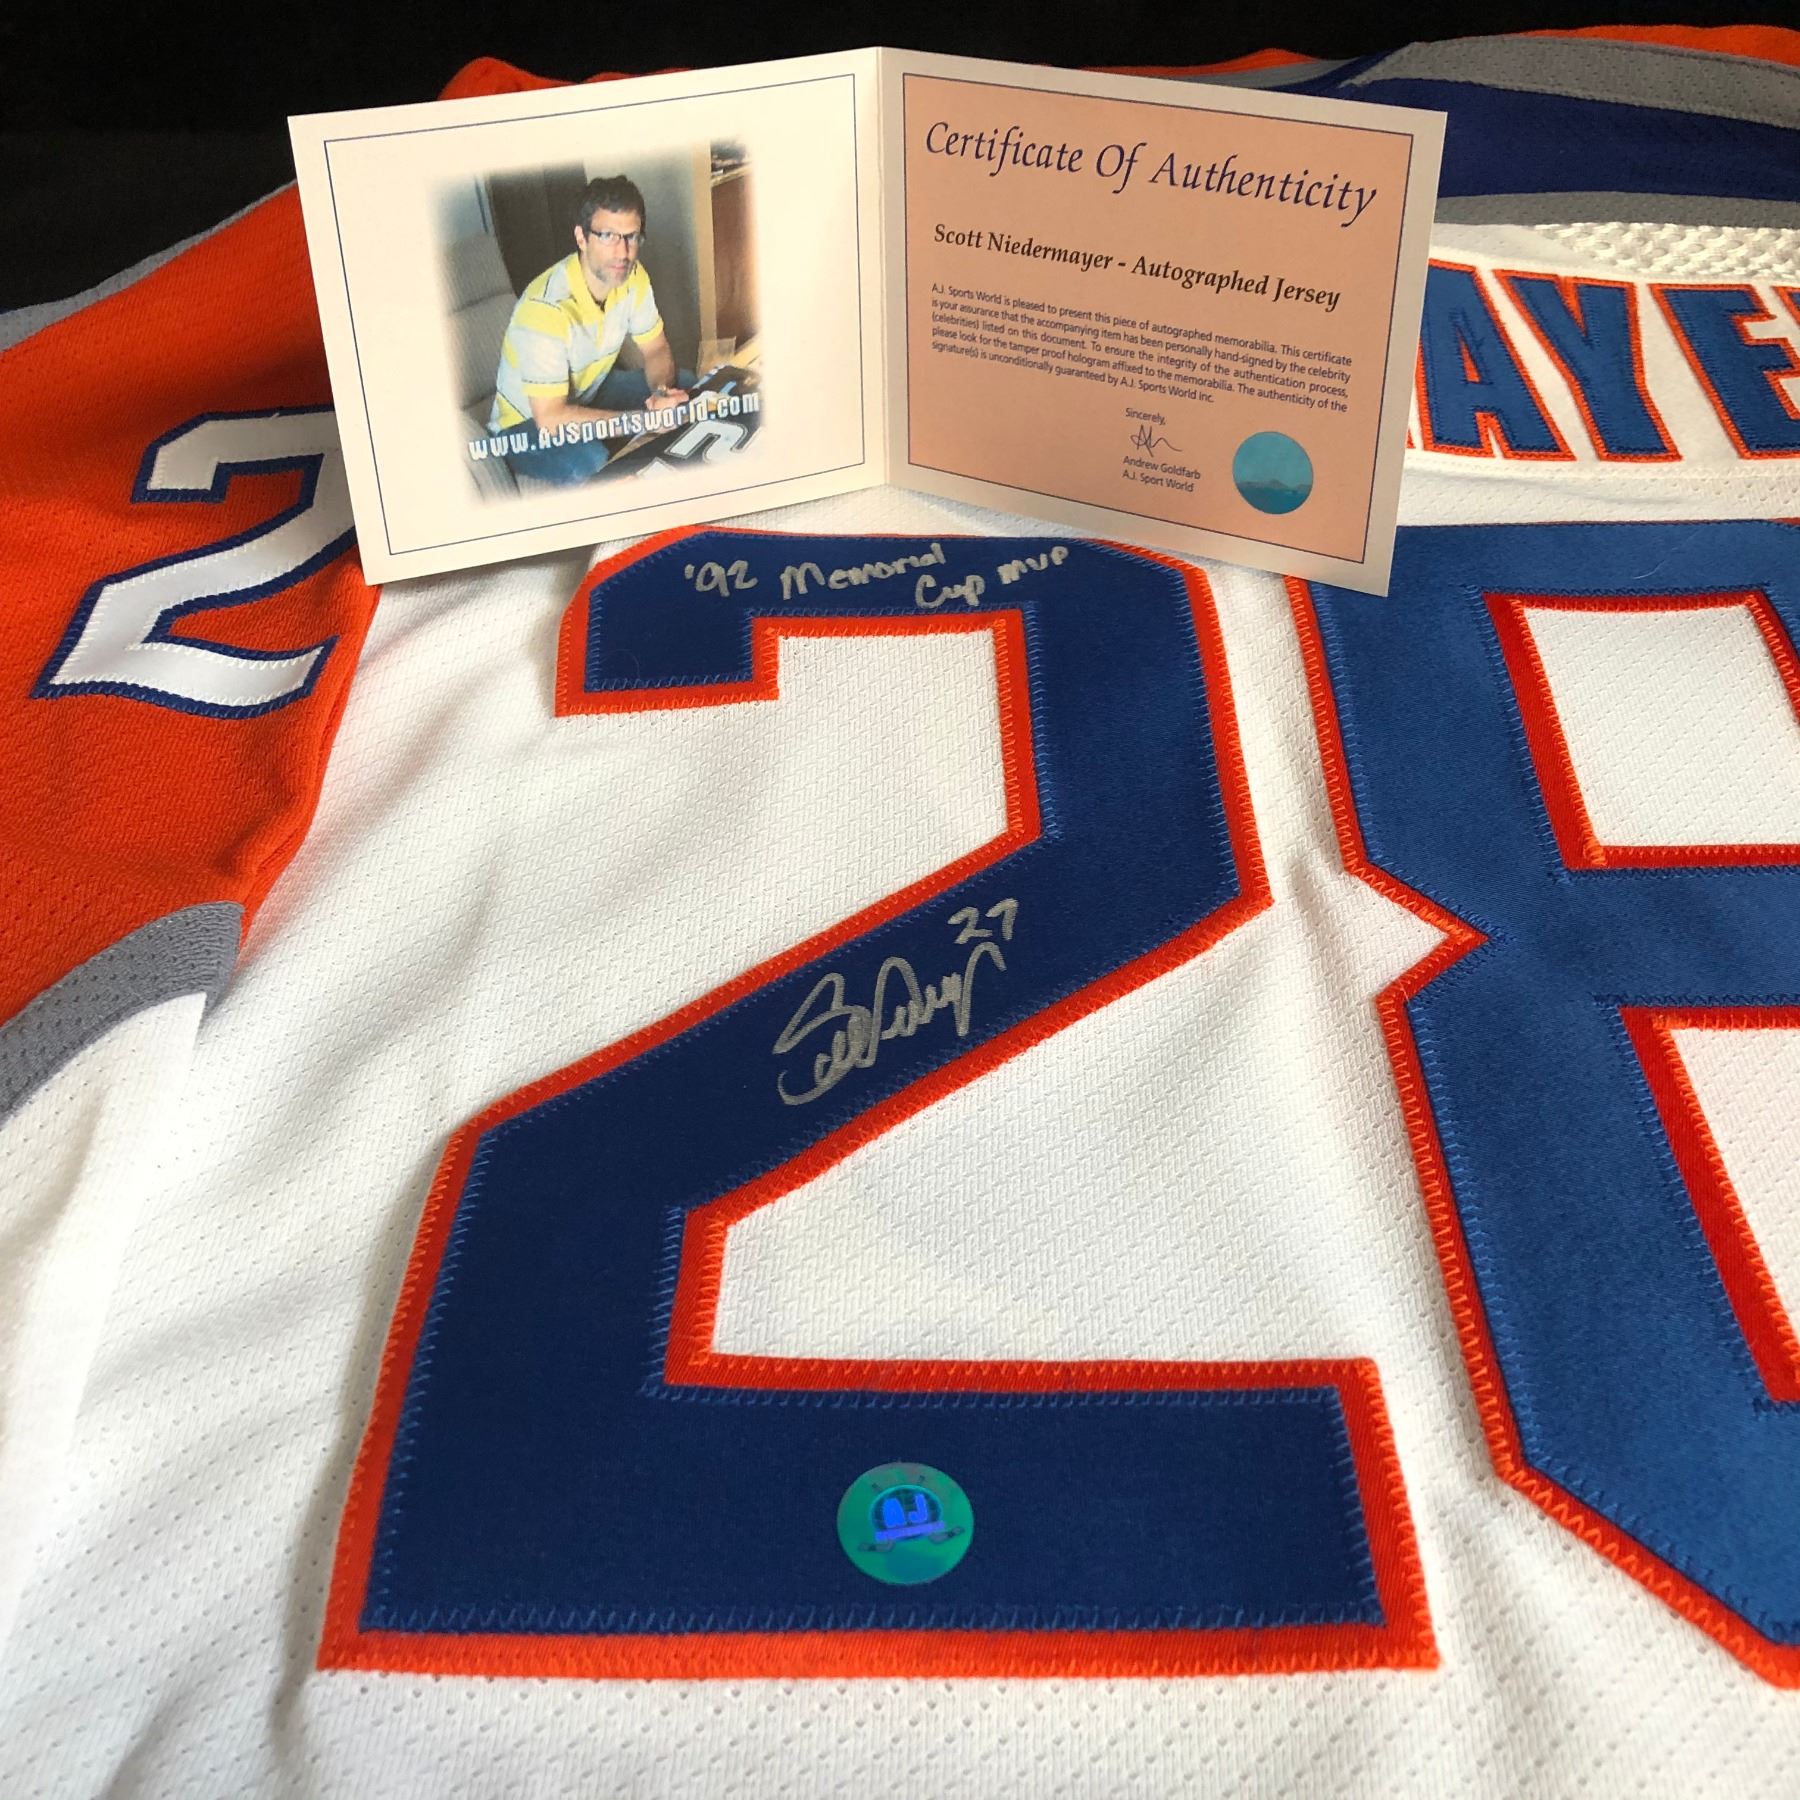 Certificate Of Authenticity
Scott Niedermayer - Autographed Jersey
A.J. Sports World is pleased to present this piece of autographed memorabilia. This certificate
is your assurance that the accompanying item has been personally hand-signed by the celebrity
(celebrities) listed on this document. To ensure the integrity of the authentication process,
please look for the tamper proof hologram affixed to the memorabilia. The authenticity of the
signature(s) is unconditionally guaranteed by A.J. Sports World Inc.
Sincerely,
Andrew Goldfarb
A.J. Sport World
www.AJSportsworld.com
AYE
2
'92 Memorial
Cup MVP
28
27
AJ